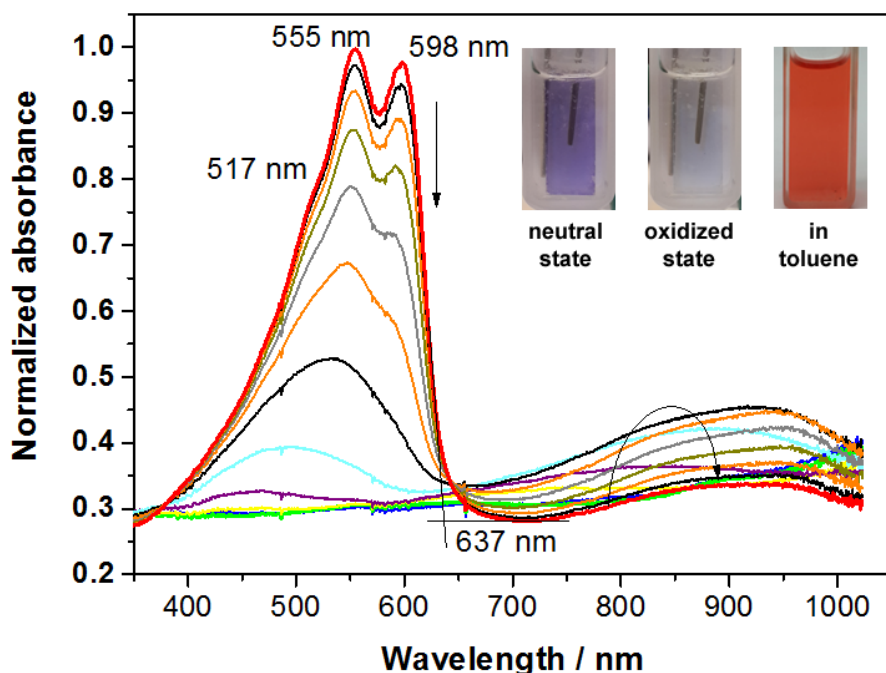 555 nm
598 nm
517 nm
637 nm
neutral
state
oxidized
state
in
toluene
Normalized absorbance
1.0
0.9
0.8
0.7
0.6
0.5
0.4
0.3
0.2
400 500 600 700 800 900 1000
Wavelength / nm